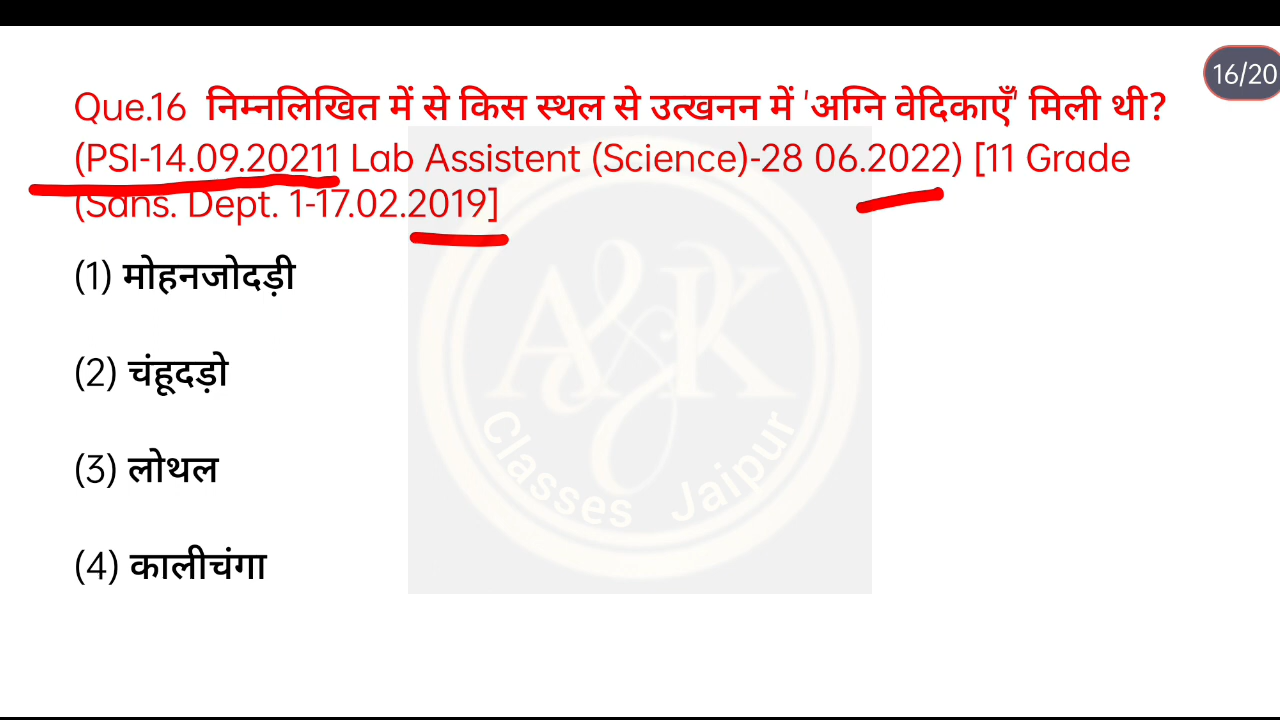 16/20
Que.16 निम्नलिखित में से किस स्थल से उत्खनन में 'अग्नि वेदिकाएँ' मिली थी?
(PSI-14.09.20211 Lab Assistent (Science)-28 06.2022) [11 Grade
(Sans. Dept. 1-17.02.2019]
(1) मोहनजोदड़ी
(2) चंहूदड़ो
(3) लोथल
(4) कालीचंगा
A&K
Classes Jaipur